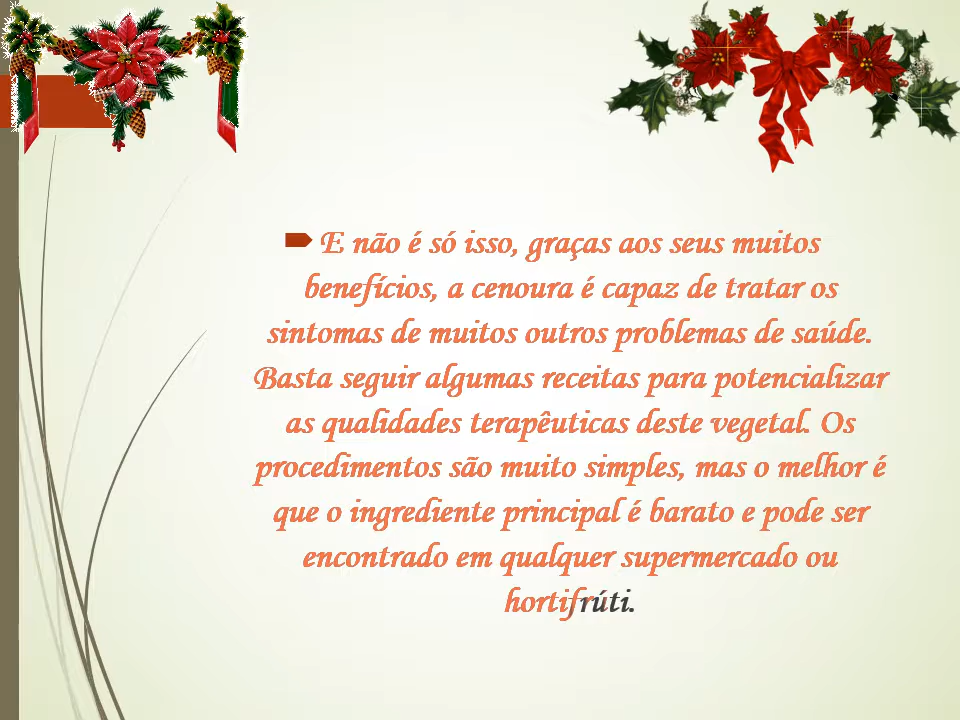 E não é só isso, graças aos seus muitos
benefícios, a cenoura é capaz de tratar os
sintomas de muitos outros problemas de saúde.
Basta seguir algumas receitas para potencializar
as qualidades terapêuticas deste vegetal. Os
procedimentos são muito simples, mas o melhor é
que o ingrediente principal é barato e pode ser
encontrado em qualquer supermercado ou
hortifrúti.